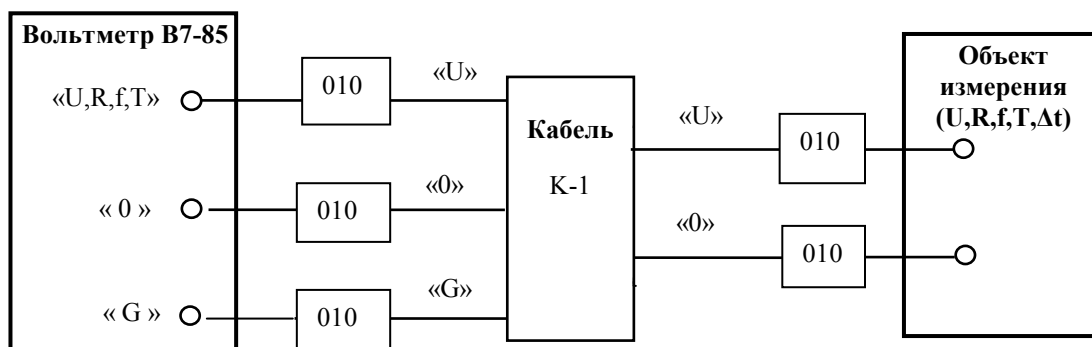 Вольтметр В7-85
«U,R,f,T»
« 0 »
« G »
010
010
010
«U»
«0»
«G»
Кабель
К-1
«U»
«0»
010
010
Объект
измерения
(U,R,f,T,Δt)